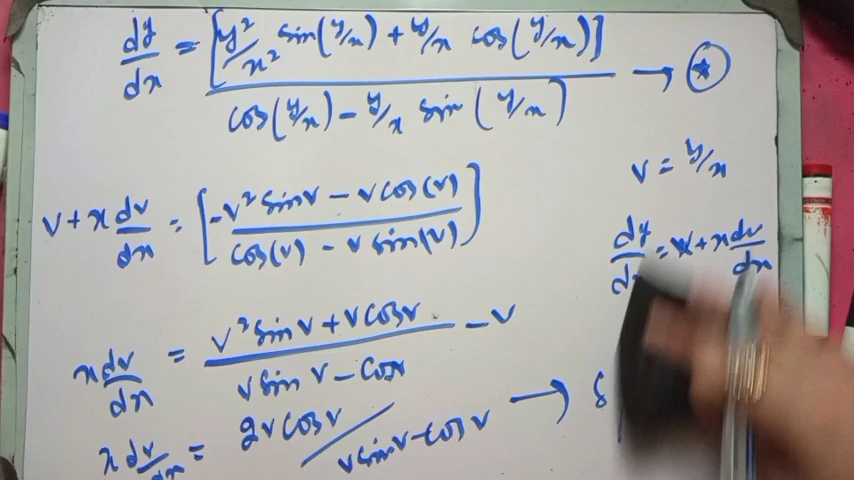 dy/dx = [y²/x² sin(y/x) + y/x cos(y/x)] / cos(y/x) - y/x sin(y/x) → *
v = y/x
v + x dv/dx = [-v² sin v - v cos(v) / cos(v) - v sin(v)]
dy/dx = v + x dv/dx
x dv/dx = v² sin v + v cos v / v sin v - cos v - v
x dv/dx = 2v cos v / v sin v - cos v →